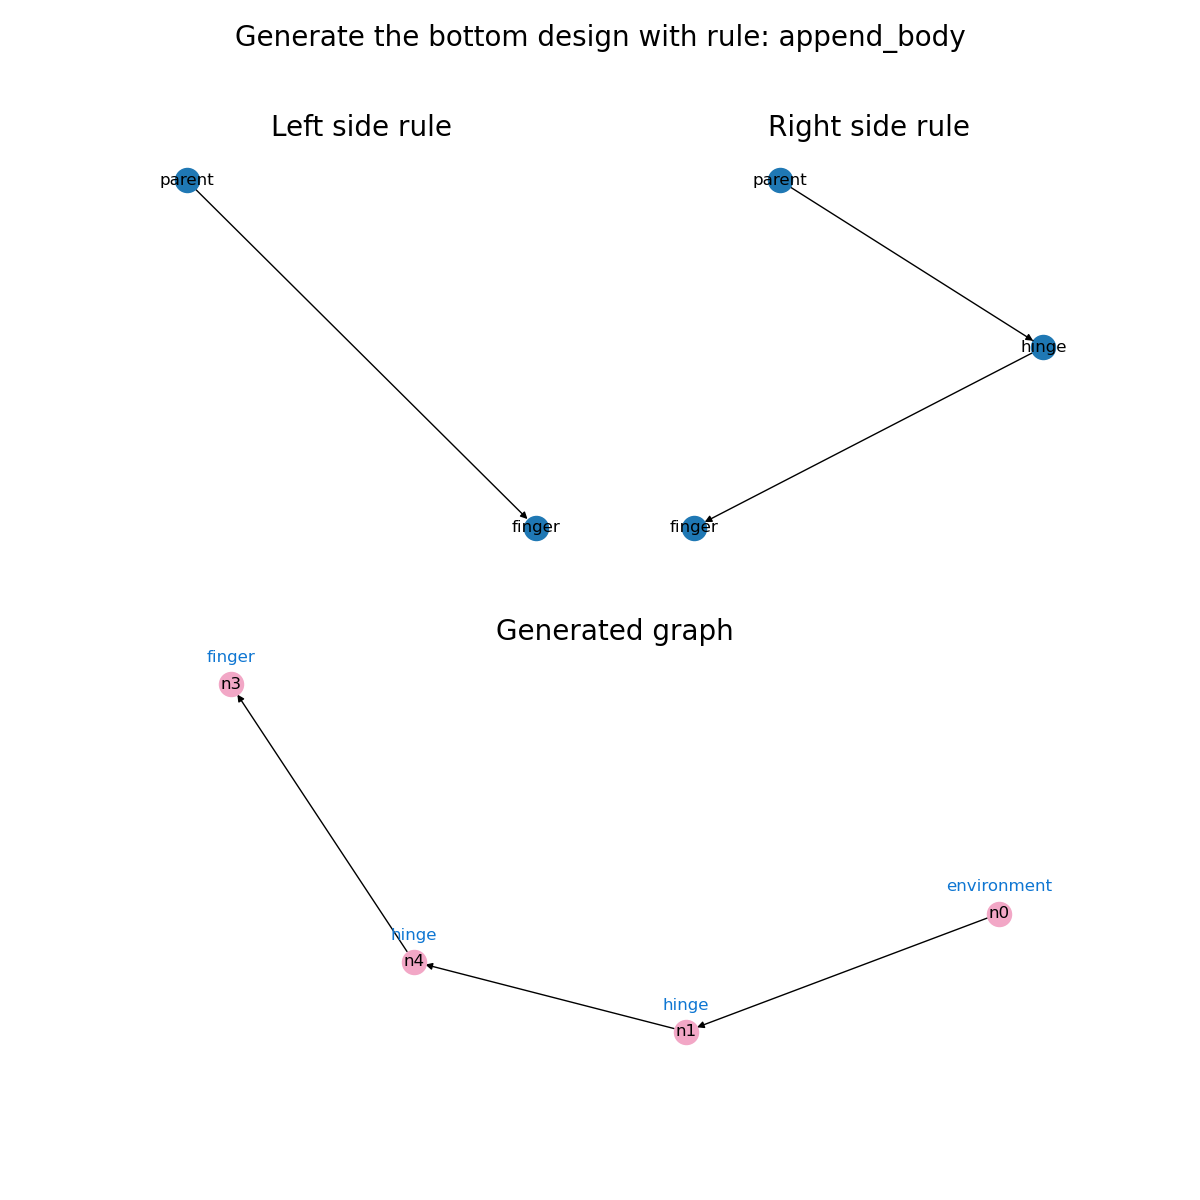 Generate the bottom design with rule: append_body
Left side rule
Right side rule
parent
parent
hinge
finger
finger
Generated graph
finger
n3
environment
n0
hinge
n4
hinge
n1